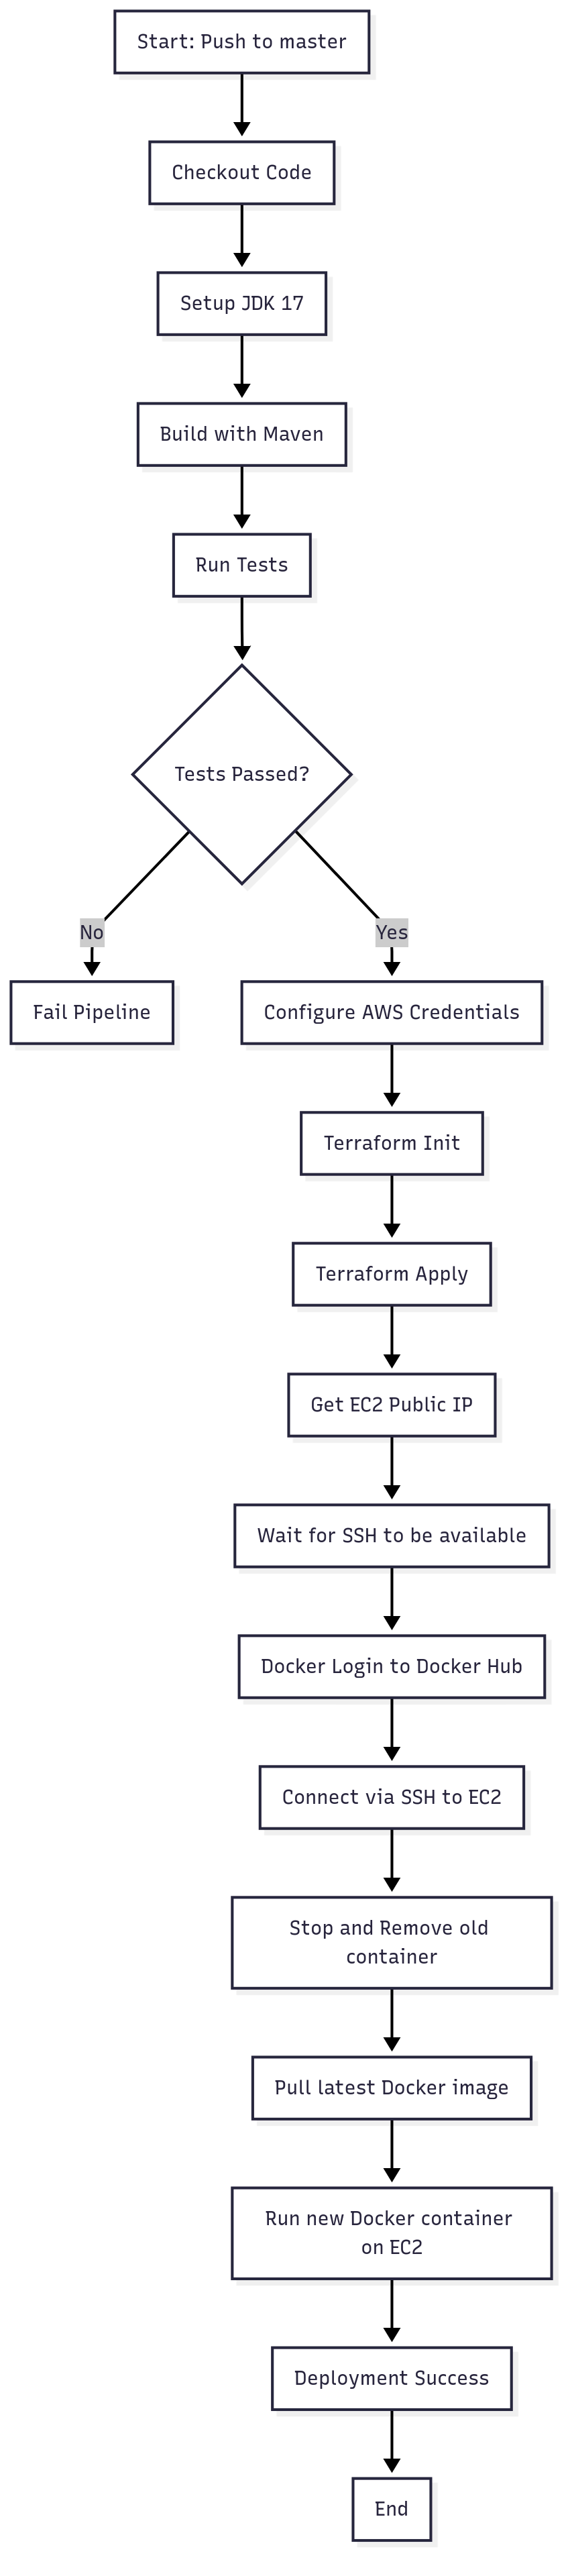 Start: Push to master
Checkout Code
Setup JDK 17
Build with Maven
Run Tests
Tests Passed?
No
Yes
Fail Pipeline
Configure AWS Credentials
Terraform Init
Terraform Apply
Get EC2 Public IP
Wait for SSH to be available
Docker Login to Docker Hub
Connect via SSH to EC2
Stop and Remove old
container
Pull latest Docker image
Run new Docker container
on EC2
Deployment Success
End